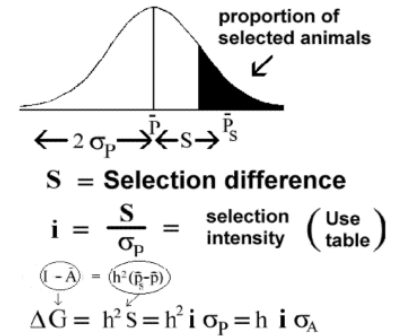 proportion of
selected animals
P̄ P̄s
← 2 σp →← S →
S = Selection difference
i = S/σp = selection intensity (Use table)
(I - Ā) = (h²(p̄s-p̄))
ΔG = h² S = h² i σp = h i σA